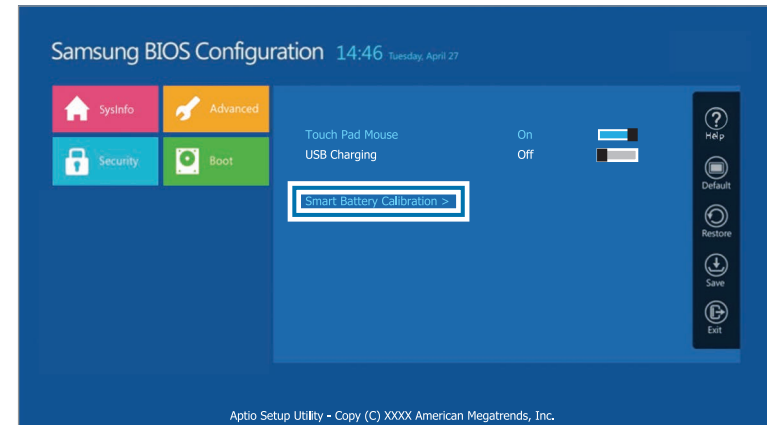 Samsung BIOS Configuration 14:46 Tuesday, April 27
SysInfo Advanced
Security Boot
Touch Pad Mouse On
USB Charging Off
Smart Battery Calibration >
Help
Default
Restore
Save
Exit
Aptio Setup Utility - Copy (C) XXXX American Megatrends, Inc.